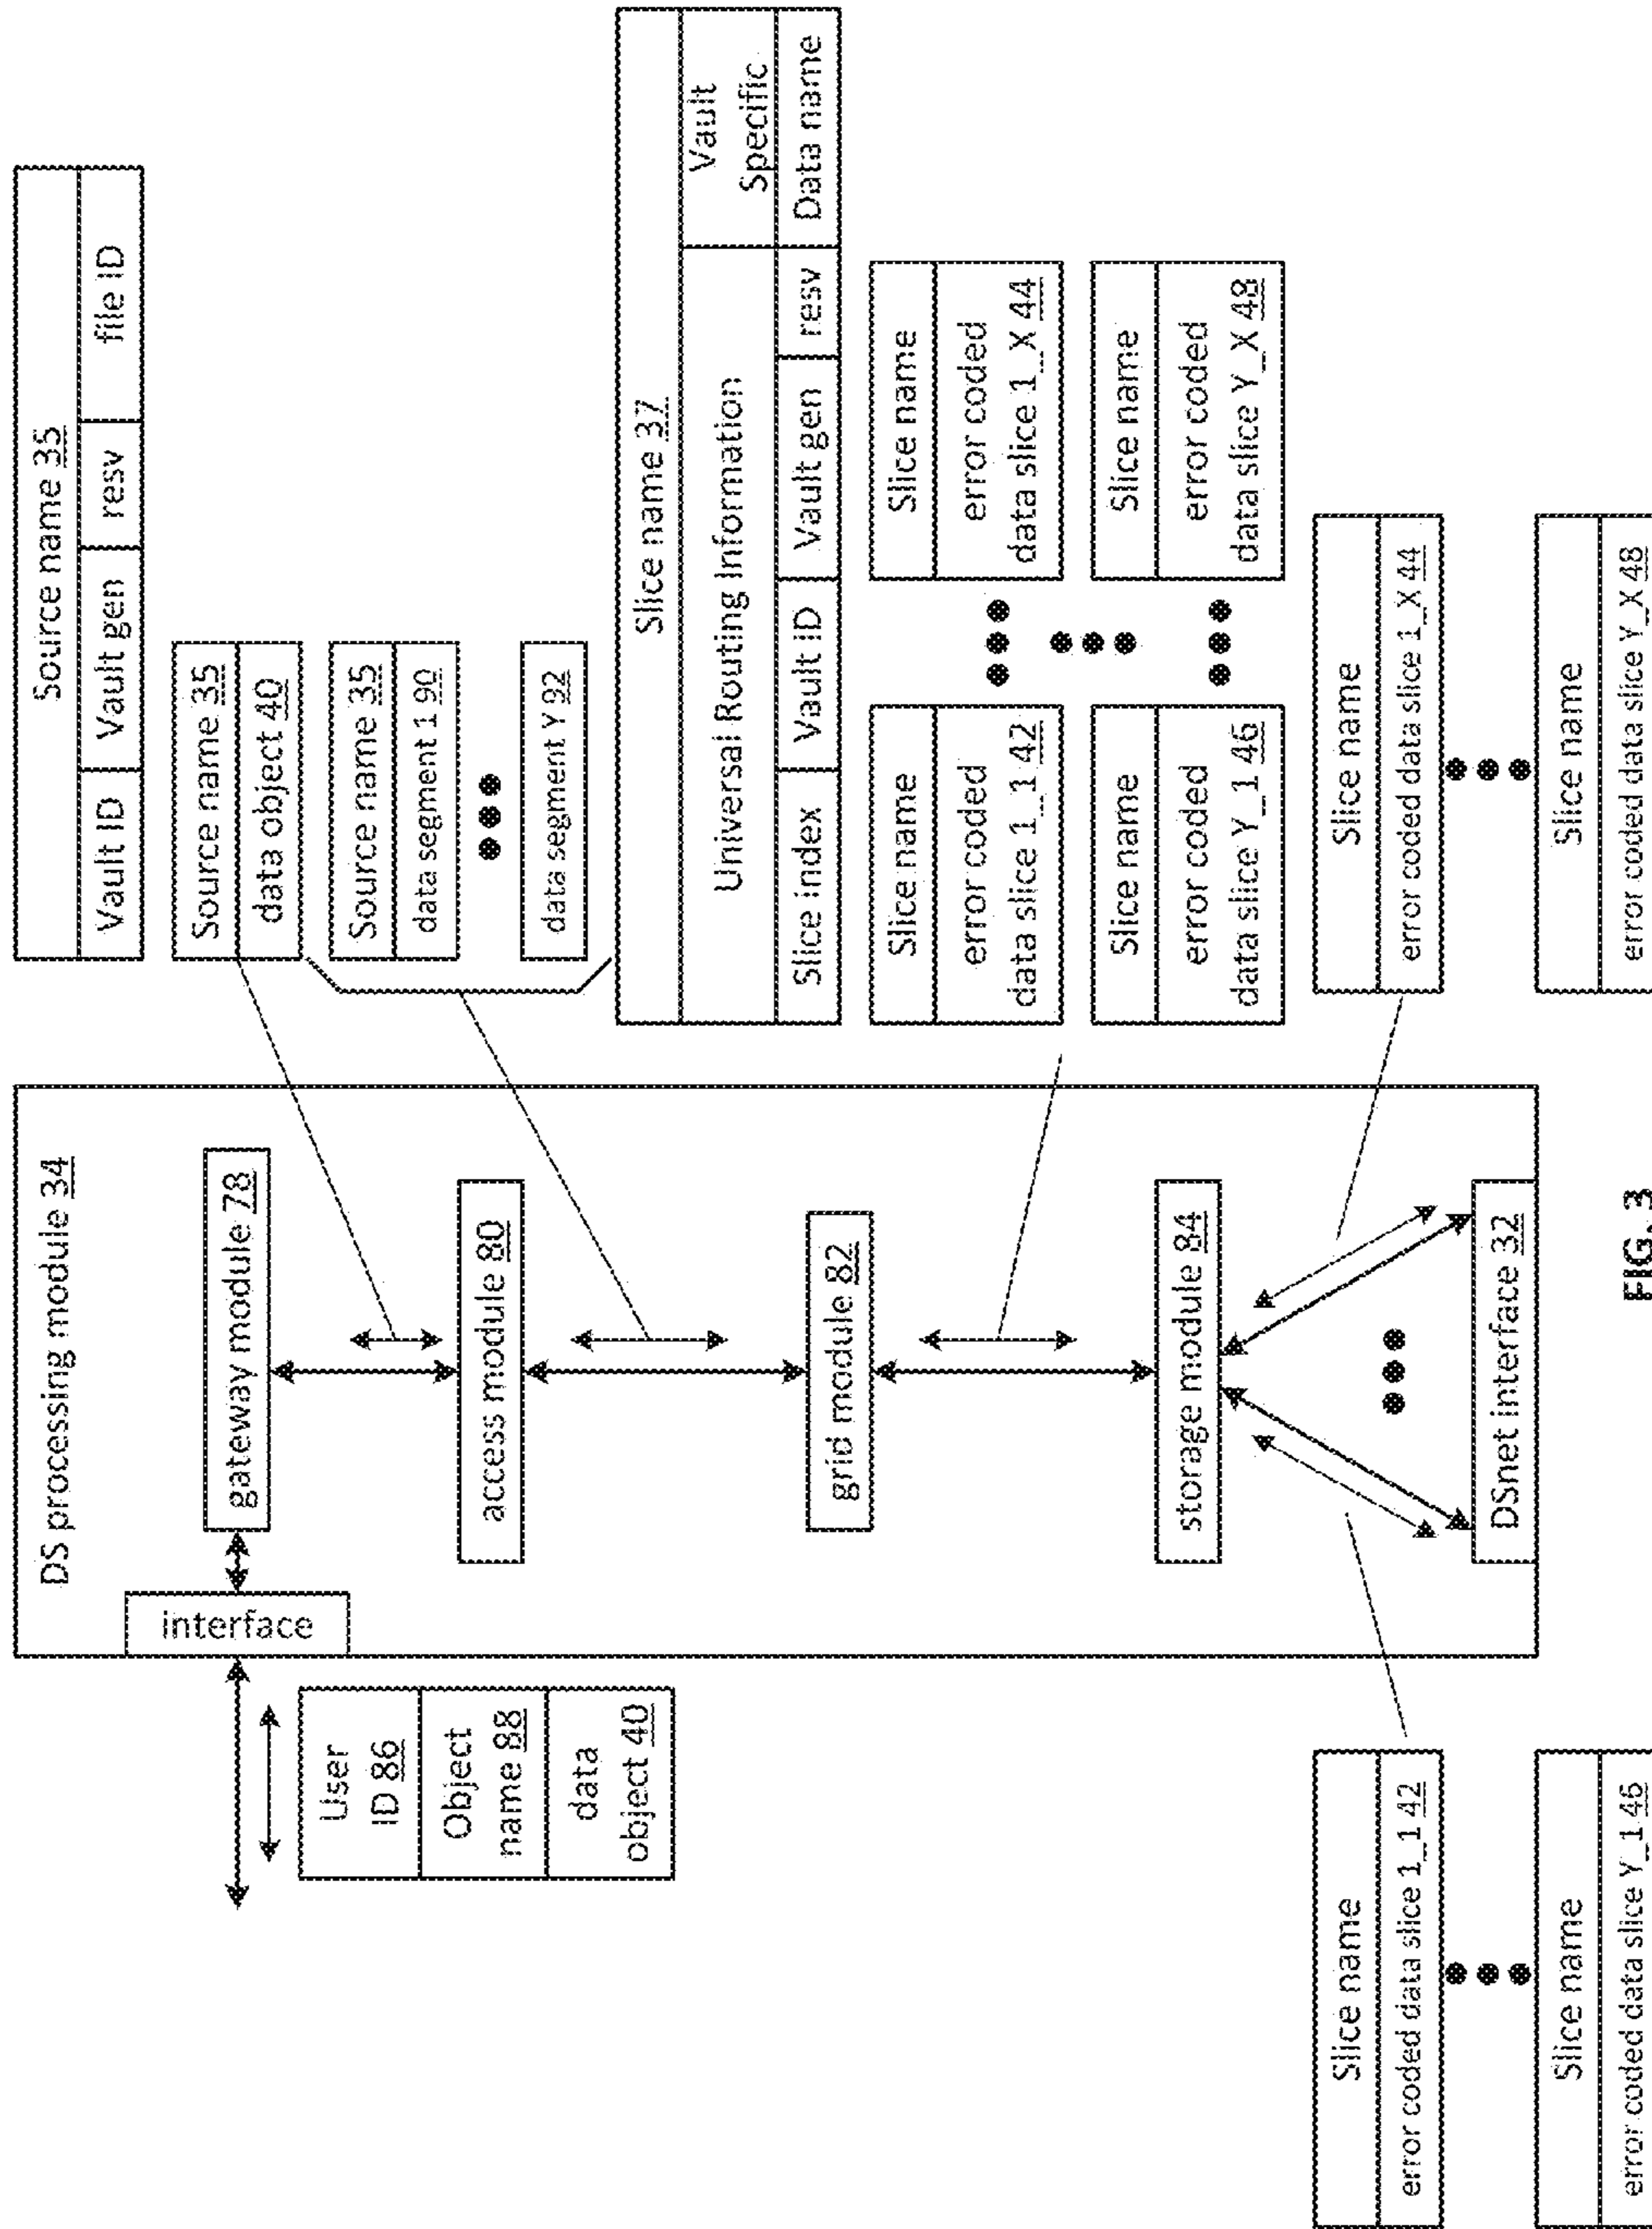 DS processing module 34
interface
gateway module 78
access module 80
grid module 82
storage module 84
DSnet interface 32
User
ID 86
Object
name 88
data
object 40
Source name 35
Vault ID
Vault gen
resv
file ID
Source name 35
data object 40
Source name 35
data segment 1 90
data segment Y 92
Slice name 37
Universal Routing Information
Vault
Specific
Slice index
Vault ID
Vault gen
resv
Data name
Slice name
error coded
data slice 1_1 42
Slice name
error coded
data slice 1_X 44
Slice name
error coded
data slice Y_1 46
Slice name
error coded
data slice Y_X 48
Slice name
error coded data slice 1_1 42
Slice name
error coded data slice Y_1 46
Slice name
error coded data slice 1_X 44
Slice name
error coded data slice Y_X 48
FIG. 3